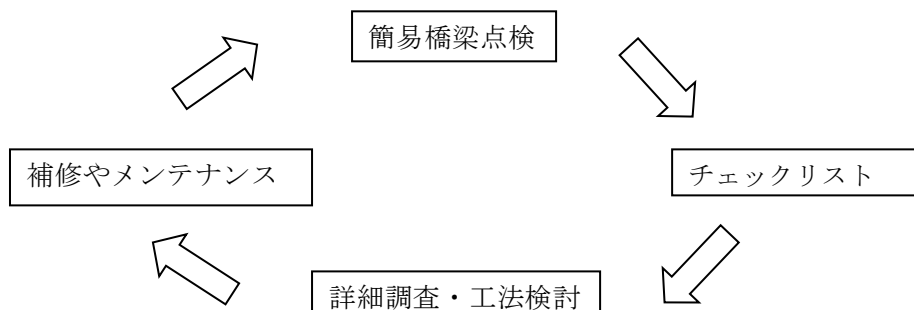 簡易橋梁点検
補修やメンテナンス
チェックリスト
詳細調査・工法検討